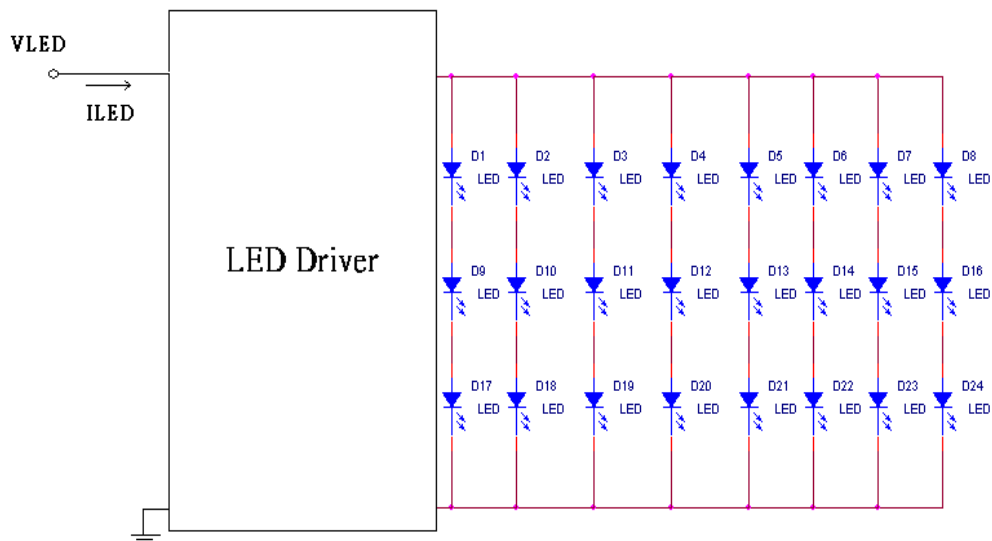 VLED
ILED
LED Driver
D1 D2 D3 D4 D5 D6 D7 D8
LED LED LED LED LED LED LED LED
D9 D10 D11 D12 D13 D14 D15 D16
LED LED LED LED LED LED LED LED
D17 D18 D19 D20 D21 D22 D23 D24
LED LED LED LED LED LED LED LED